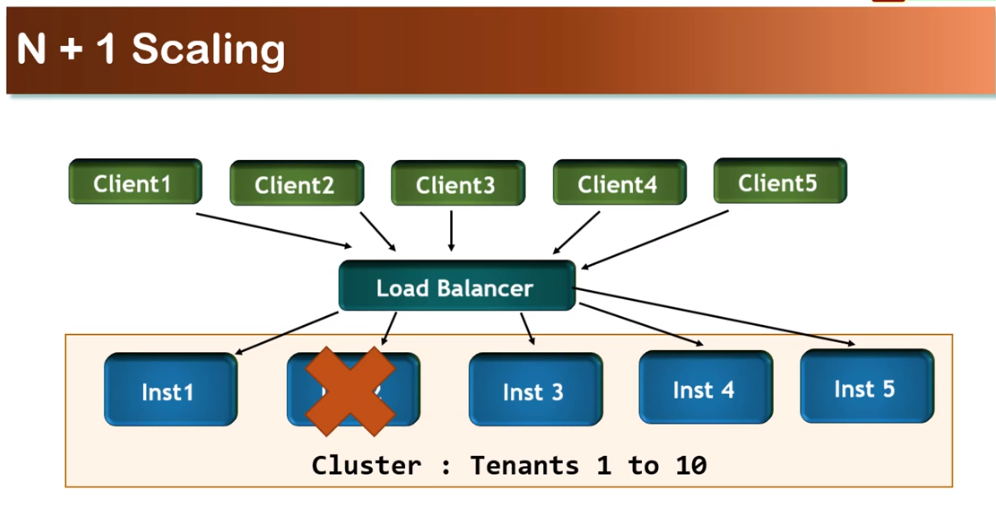 N + 1 Scaling
Client1
Client2
Client3
Client4
Client5
Load Balancer
Inst1
Inst 3
Inst 4
Inst 5
Cluster : Tenants 1 to 10